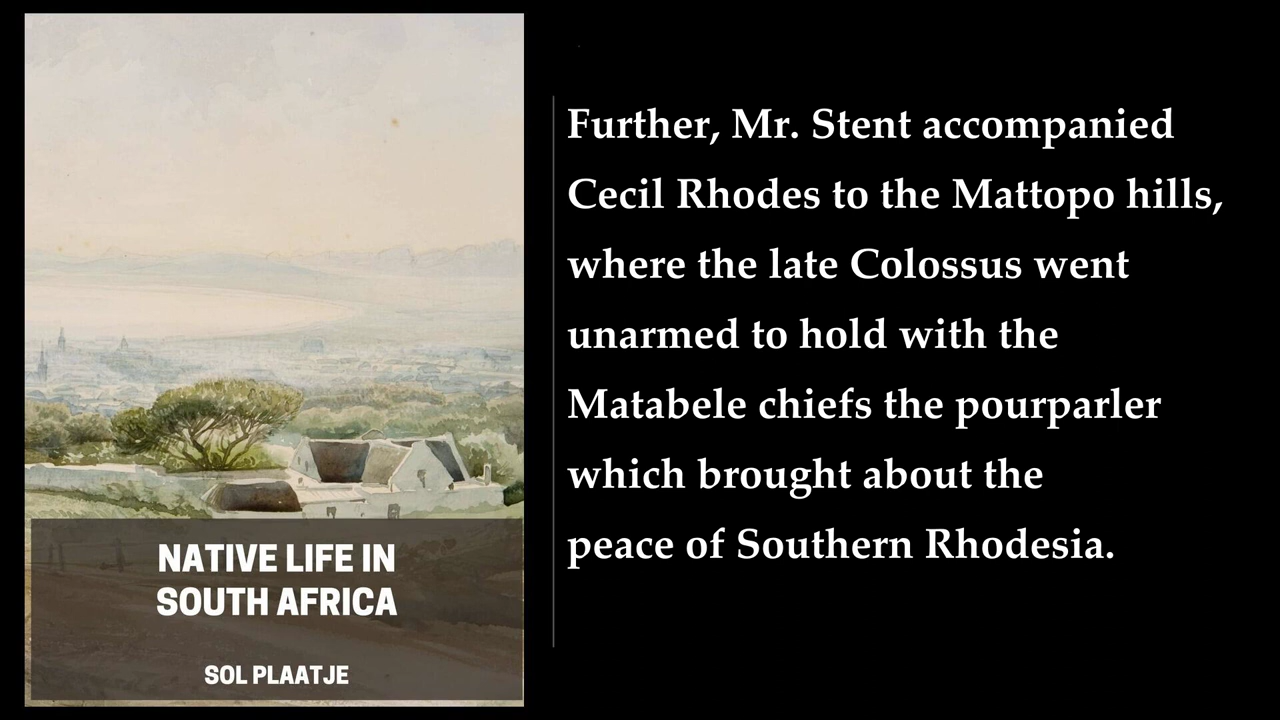 NATIVE LIFE IN
SOUTH AFRICA
SOL PLAATJE
Further, Mr. Stent accompanied
Cecil Rhodes to the Mattopo hills,
where the late Colossus went
unarmed to hold with the
Matabele chiefs the pourparler
which brought about the
peace of Southern Rhodesia.